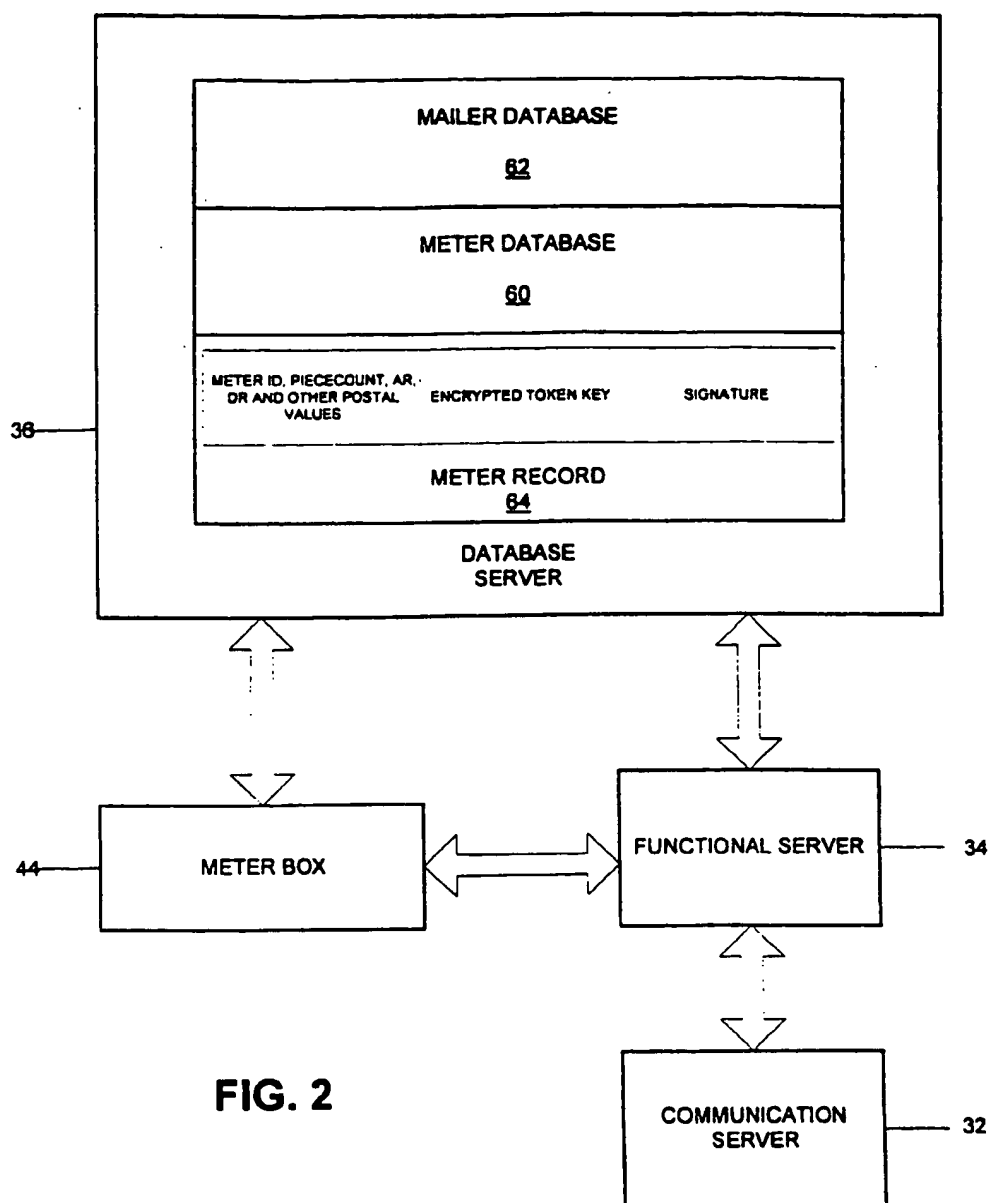 MAILER DATABASE
62
METER DATABASE
60
METER ID, PIECECOUNT, AR,
DR AND OTHER POSTAL
VALUES
ENCRYPTED TOKEN KEY
SIGNATURE
36
METER RECORD
64
DATABASE
SERVER
44
METER BOX
FUNCTIONAL SERVER
34
FIG. 2
COMMUNICATION
SERVER
32